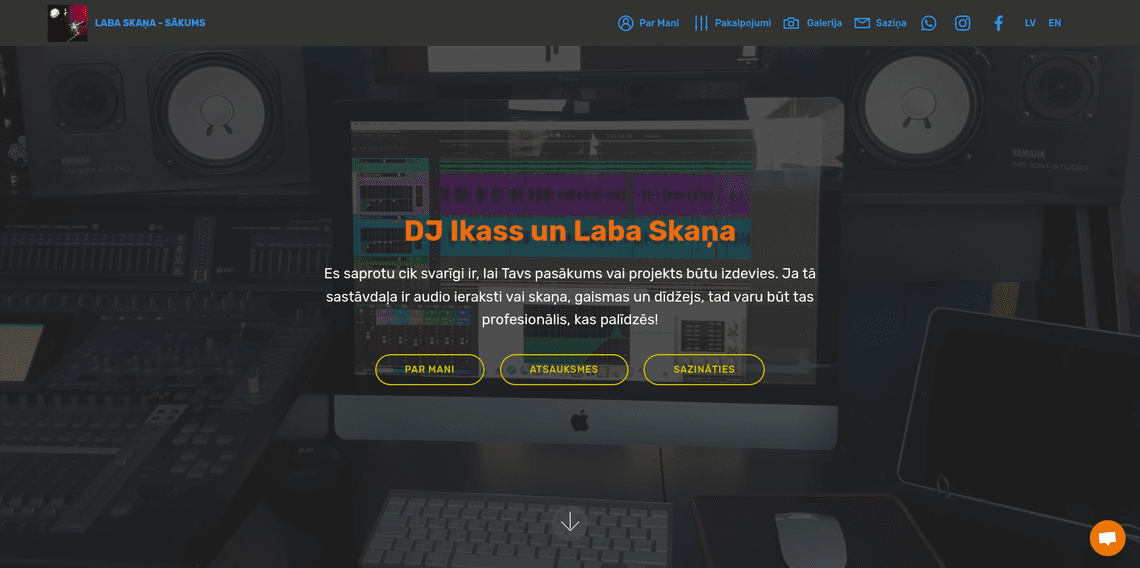 LABA SKAŅA - SĀKUMS
Par Mani
Pakalpojumi
Galerija
Saziņa
LV
EN
DELL
YAMAHA
NS-10M STUDIO
YAMAHA
NS-10M STUDIO
DJ Ikass un Laba Skaņa
Es saprotu cik svarīgi ir, lai Tavs pasākums vai projekts būtu izdevies. Ja tā
sastāvdaļa ir audio ieraksti vai skaņa, gaismas un dīdžejs, tad varu būt tas
profesionālis, kas palīdzēs!
PAR MANI
ATSAUKSMES
SAZINĀTIES